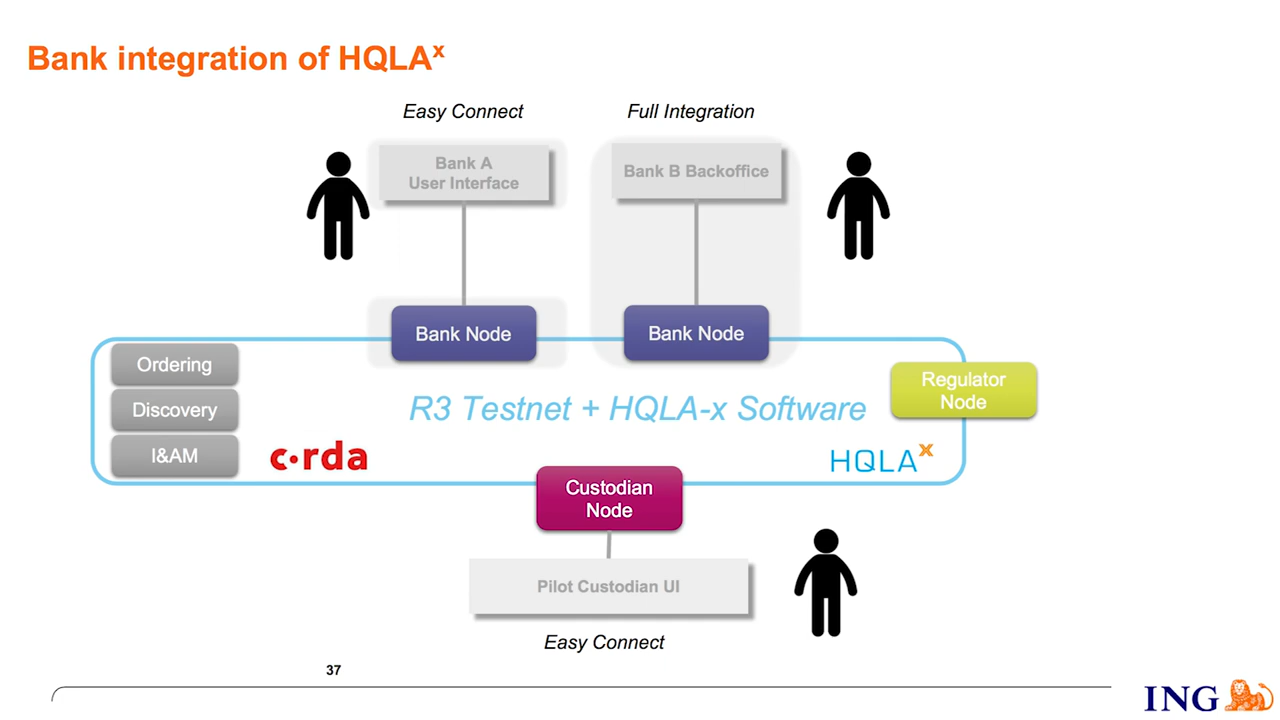 Bank integration of HQLAˣ
Easy Connect
Full Integration
Bank A
User Interface
Bank B Backoffice
Bank Node
Bank Node
Ordering
Discovery
I&AM
R3 Testnet + HQLA-x Software
Regulator
Node
c·rda
HQLAˣ
Custodian
Node
Pilot Custodian UI
Easy Connect
37
ING